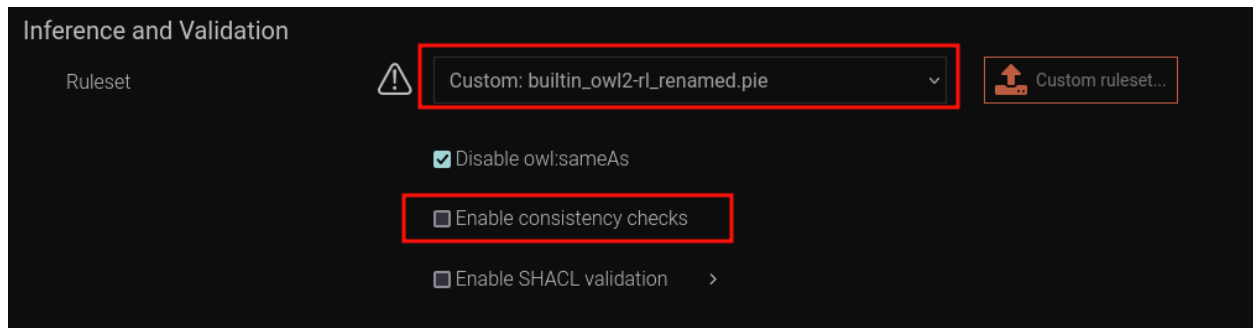 Inference and Validation
Ruleset
Custom: builtin_owl2-rl_renamed.pie
Custom ruleset...
Disable owl:sameAs
Enable consistency checks
Enable SHACL validation